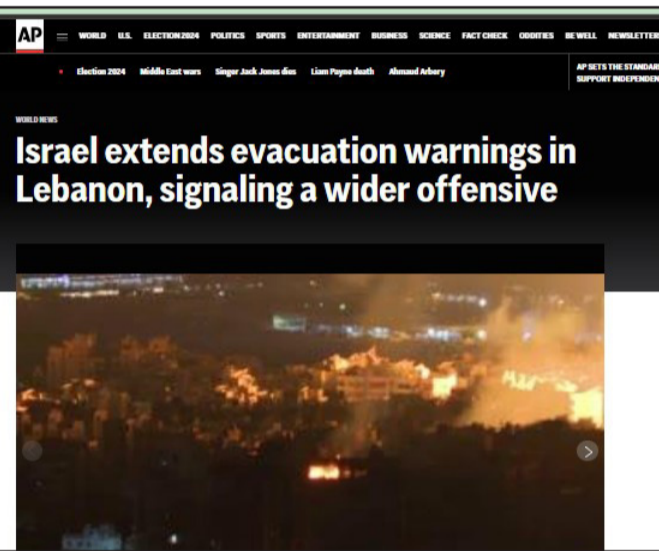 AP
WORLD U.S. ELECTION 2024 POLITICS SPORTS ENTERTAINMENT BUSINESS SCIENCE FACT CHECK ODDITIES BE WELL NEWSLETTERS
Election 2024 Middle East wars Singer Jack Jones dies Liam Payne death Ahmaud Arbery
AP SETS THE STANDARD
SUPPORT INDEPENDEN
WORLD NEWS
Israel extends evacuation warnings in
Lebanon, signaling a wider offensive